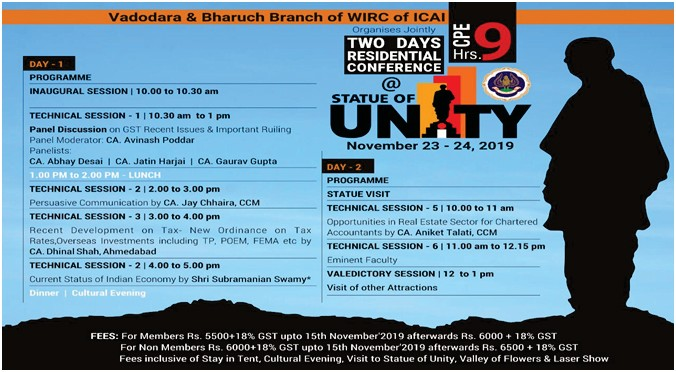 Vadodara & Bharuch Branch of WIRC of ICAI
Organises Jointly
TWO DAYS
RESIDENTIAL
CONFERENCE
@
CPE
Hrs. 9
STATUE OF
UNITY
November 23 - 24, 2019
DAY - 1
PROGRAMME
INAUGURAL SESSION | 10.00 to 10.30 am
TECHNICAL SESSION - 1 | 10.30 am to 1 pm
Panel Discussion on GST Recent Issues & Important Ruiling
Panel Moderator: CA. Avinash Poddar
Panelists:
CA. Abhay Desai | CA. Jatin Harjai | CA. Gaurav Gupta
1.00 PM to 2.00 PM - LUNCH
TECHNICAL SESSION - 2 | 2.00 to 3.00 pm
Persuasive Communication by CA. Jay Chhaira, CCM
TECHNICAL SESSION - 3 | 3.00 to 4.00 pm
Recent Development on Tax- New Ordinance on Tax
Rates,Overseas Investments including TP, POEM, FEMA etc by
CA. Dhinal Shah, Ahmedabad
TECHNICAL SESSION - 2 | 4.00 to 5.00 pm
Current Status of Indian Economy by Shri Subramanian Swamy*
Dinner | Cultural Evening
DAY - 2
PROGRAMME
STATUE VISIT
TECHNICAL SESSION - 5 | 10.00 to 11 am
Opportunities in Real Estate Sector for Chartered
Accountants by CA. Aniket Talati, CCM
TECHNICAL SESSION - 6 | 11.00 am to 12.15 pm
Eminent Faculty
VALEDICTORY SESSION | 12 to 1 pm
Visit of other Attractions
FEES: For Members Rs. 5500+18% GST upto 15th November'2019 afterwards Rs. 6000 + 18% GST
For Non Members Rs. 6000+18% GST upto 15th November'2019 afterwards Rs. 6500 + 18% GST
Fees inclusive of Stay in Tent, Cultural Evening, Visit to Statue of Unity, Valley of Flowers & Laser Show